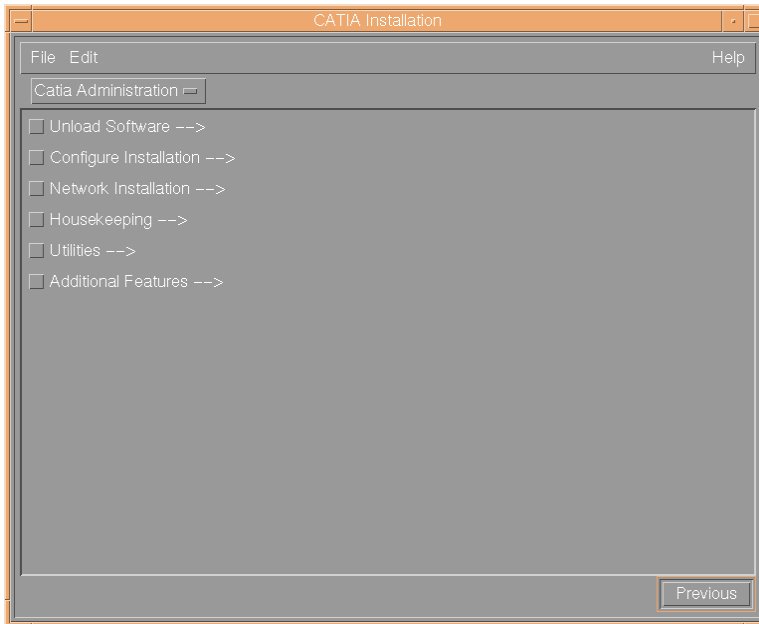 CATIA Installation
File Edit Help
Catia Administration
Unload Software -->
Configure Installation -->
Network Installation -->
Housekeeping -->
Utilities -->
Additional Features -->
Previous